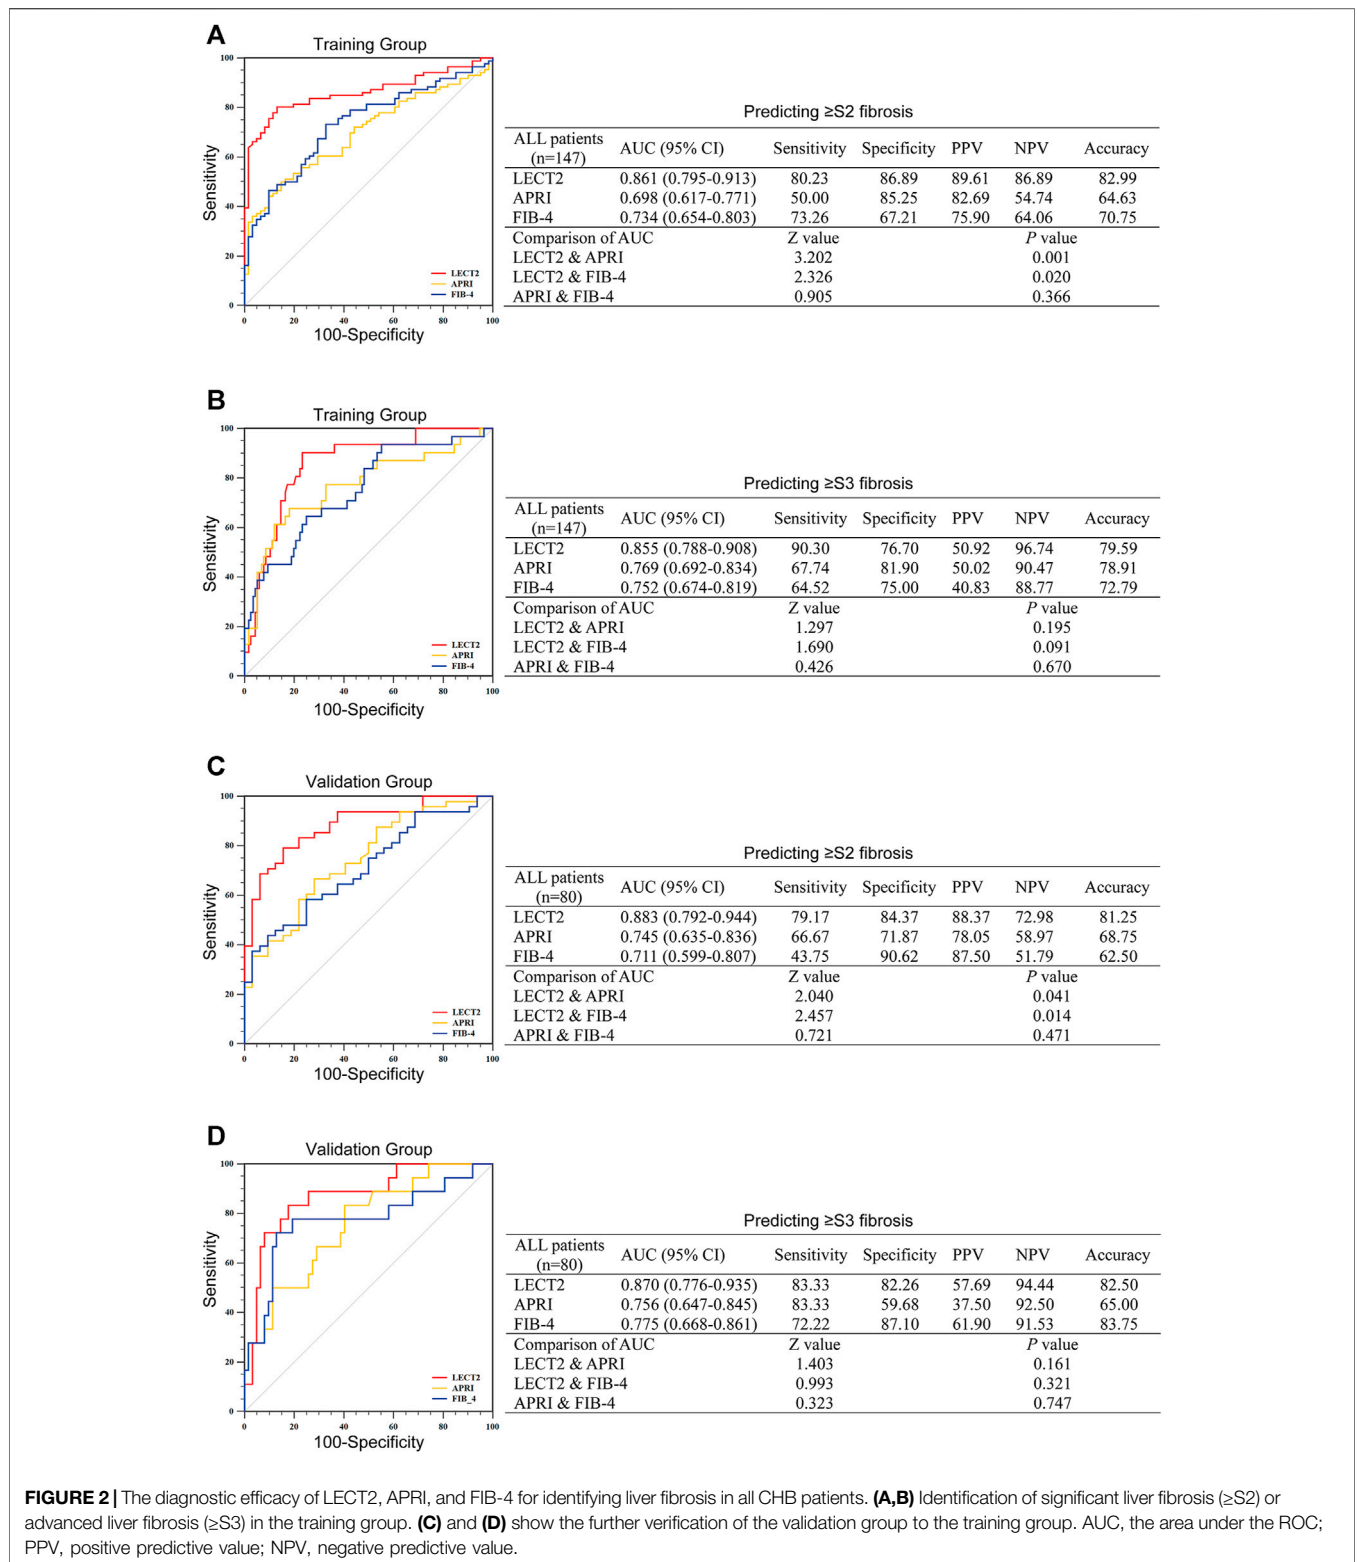 A
Training Group
Sensitivity
100
80
60
40
20
0
LECT2
APRI
FIB-4
0 20 40 60 80 100
100-Specificity
Predicting ≥S2 fibrosis
ALL patients (n=147) AUC (95% CI) Sensitivity Specificity PPV NPV Accuracy
LECT2 0.861 (0.795-0.913) 80.23 86.89 89.61 86.89 82.99
APRI 0.698 (0.617-0.771) 50.00 85.25 82.69 54.74 64.63
FIB-4 0.734 (0.654-0.803) 73.26 67.21 75.90 64.06 70.75
Comparison of AUC Z value P value
LECT2 & APRI 3.202 0.001
LECT2 & FIB-4 2.326 0.020
APRI & FIB-4 0.905 0.366
B
Training Group
Sensitivity
100
80
60
40
20
0
LECT2
APRI
FIB-4
0 20 40 60 80 100
100-Specificity
Predicting ≥S3 fibrosis
ALL patients (n=147) AUC (95% CI) Sensitivity Specificity PPV NPV Accuracy
LECT2 0.855 (0.788-0.908) 90.30 76.70 50.92 96.74 79.59
APRI 0.769 (0.692-0.834) 67.74 81.90 50.02 90.47 78.91
FIB-4 0.752 (0.674-0.819) 64.52 75.00 40.83 88.77 72.79
Comparison of AUC Z value P value
LECT2 & APRI 1.297 0.195
LECT2 & FIB-4 1.690 0.091
APRI & FIB-4 0.426 0.670
C
Validation Group
Sensitivity
100
80
60
40
20
0
LECT2
APRI
FIB-4
0 20 40 60 80 100
100-Specificity
Predicting ≥S2 fibrosis
ALL patients (n=80) AUC (95% CI) Sensitivity Specificity PPV NPV Accuracy
LECT2 0.883 (0.792-0.944) 79.17 84.37 88.37 72.98 81.25
APRI 0.745 (0.635-0.836) 66.67 71.87 78.05 58.97 68.75
FIB-4 0.711 (0.599-0.807) 43.75 90.62 87.50 51.79 62.50
Comparison of AUC Z value P value
LECT2 & APRI 2.040 0.041
LECT2 & FIB-4 2.457 0.014
APRI & FIB-4 0.721 0.471
D
Validation Group
Sensitivity
100
80
60
40
20
0
LECT2
APRI
FIB_4
0 20 40 60 80 100
100-Specificity
Predicting ≥S3 fibrosis
ALL patients (n=80) AUC (95% CI) Sensitivity Specificity PPV NPV Accuracy
LECT2 0.870 (0.776-0.935) 83.33 82.26 57.69 94.44 82.50
APRI 0.756 (0.647-0.845) 83.33 59.68 37.50 92.50 65.00
FIB-4 0.775 (0.668-0.861) 72.22 87.10 61.90 91.53 83.75
Comparison of AUC Z value P value
LECT2 & APRI 1.403 0.161
LECT2 & FIB-4 0.993 0.321
APRI & FIB-4 0.323 0.747
FIGURE 2 | The diagnostic efficacy of LECT2, APRI, and FIB-4 for identifying liver fibrosis in all CHB patients. (A,B) Identification of significant liver fibrosis (≥S2) or
advanced liver fibrosis (≥S3) in the training group. (C) and (D) show the further verification of the validation group to the training group. AUC, the area under the ROC;
PPV, positive predictive value; NPV, negative predictive value.